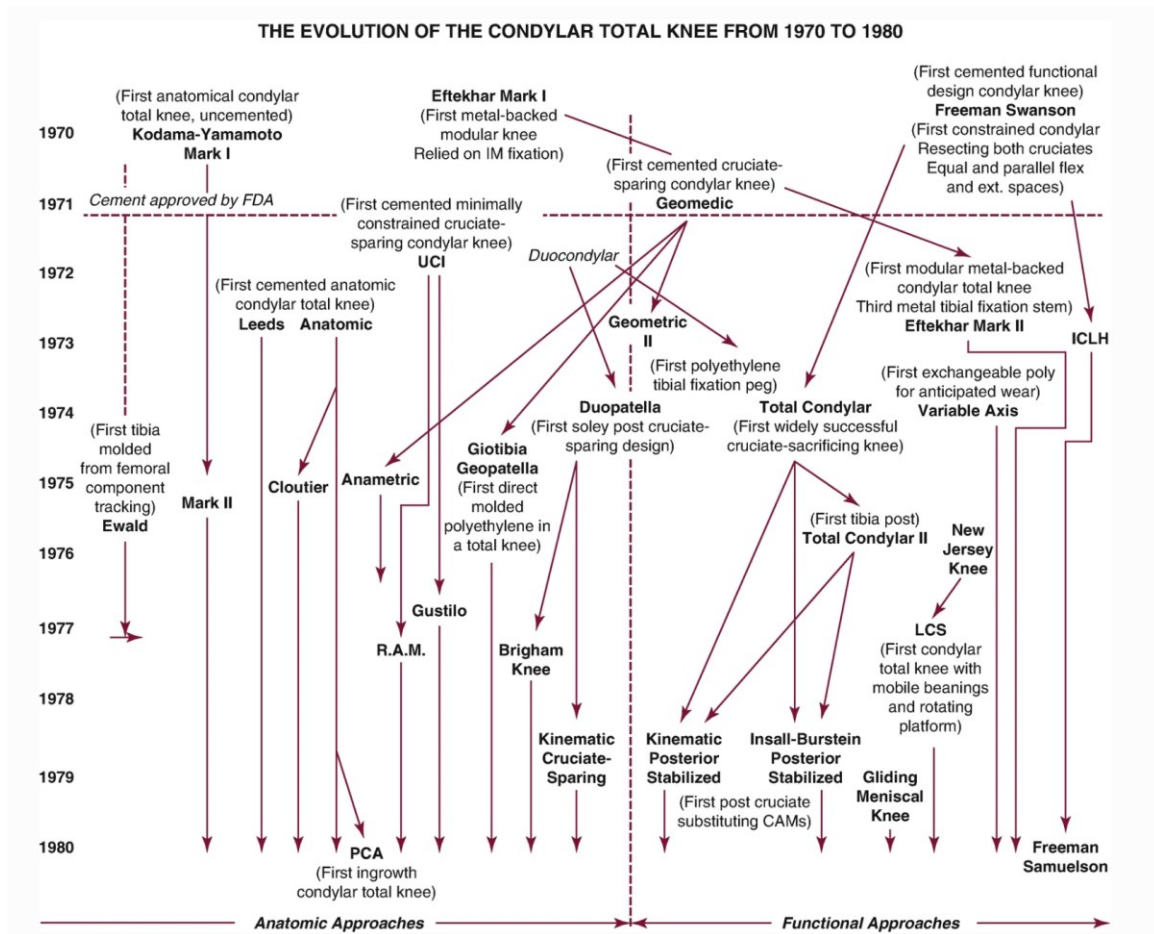 THE EVOLUTION OF THE CONDYLAR TOTAL KNEE FROM 1970 TO 1980
(First anatomical condylar
total knee, uncemented)
Kodama-Yamamoto
Mark I
Eftekhar Mark I
(First metal-backed
modular knee
Relied on IM fixation)
(First cemented functional
design condylar knee)
Freeman Swanson
(First constrained condylar
Resecting both cruciates
Equal and parallel flex
and ext. spaces)
1970
(First cemented cruciate-
sparing condylar knee)
Geomedic
Cement approved by FDA
1971
(First cemented minimally
constrained cruciate-
sparing condylar knee)
UCI
Duocondylar
1972
(First modular metal-backed
condylar total knee
Third metal tibial fixation stem)
Eftekhar Mark II
(First cemented anatomic
condylar total knee)
Leeds Anatomic
Geometric
II
ICLH
1973
(First polyethylene
tibial fixation peg)
(First exchangeable poly
for anticipated wear)
Variable Axis
1974
Duopatella
(First soley post cruciate-
sparing design)
Total Condylar
(First widely successful
cruciate-sacrificing knee)
(First tibia
molded
from femoral
component
tracking)
Ewald
Giotibia
Geopatella
(First direct
molded
polyethylene in
a total knee)
1975
Mark II
Cloutier
Anametric
(First tibia post)
Total Condylar II
New
Jersey
Knee
1976
Gustilo
1977
R.A.M.
Brigham
Knee
LCS
(First condylar
total knee with
mobile beanings
and rotating
platform)
1978
Kinematic
Cruciate-
Sparing
Kinematic
Posterior
Stabilized
Insall-Burstein
Posterior
Stabilized
(First post cruciate
substituting CAMs)
1979
Gliding
Meniscal
Knee
1980
PCA
(First ingrowth
condylar total knee)
Freeman
Samuelson
Anatomic Approaches
Functional Approaches